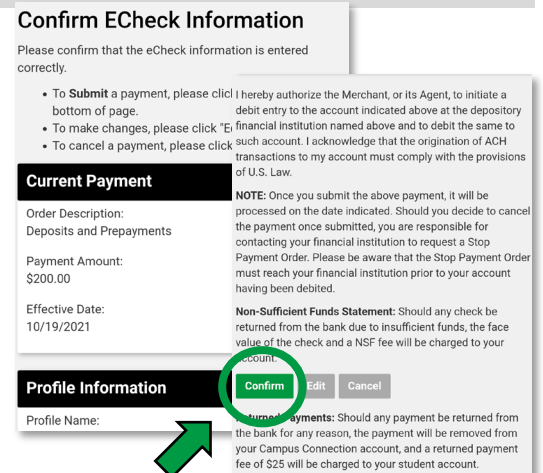 Confirm ECheck Information
Please confirm that the eCheck information is entered
correctly.
• To Submit a payment, please
bottom of page.
• To make changes, please click
• To cancel a payment, please click
Current Payment
Order Description:
Deposits and Prepayments
Payment Amount:
$200.00
Effective Date:
10/19/2021
Profile Information
Profile Name:
I hereby authorize the Merchant, or its Agent, to initiate a
debit entry to the account indicated above at the depository
financial institution named above and to debit the same to
such account. I acknowledge that the origination of ACH
transactions to my account must comply with the provisions
of U.S. Law.
NOTE: Once you submit the above payment, it will be
processed on the date indicated. Should you decide to cancel
the payment once submitted, you are responsible for
contacting your financial institution to request a Stop
Payment Order. Please be aware that the Stop Payment Order
must reach your financial institution prior to your account
having been debited.
Non-Sufficient Funds Statement: Should any check be
returned from the bank due to insufficient funds, the face
value of the check and a NSF fee will be charged to your
account.
Confirm Edit Cancel
Returned Payments: Should any payment be returned from
the bank for any reason, the payment will be removed from
your Campus Connection account, and a returned payment
fee of $25 will be charged to your student account.